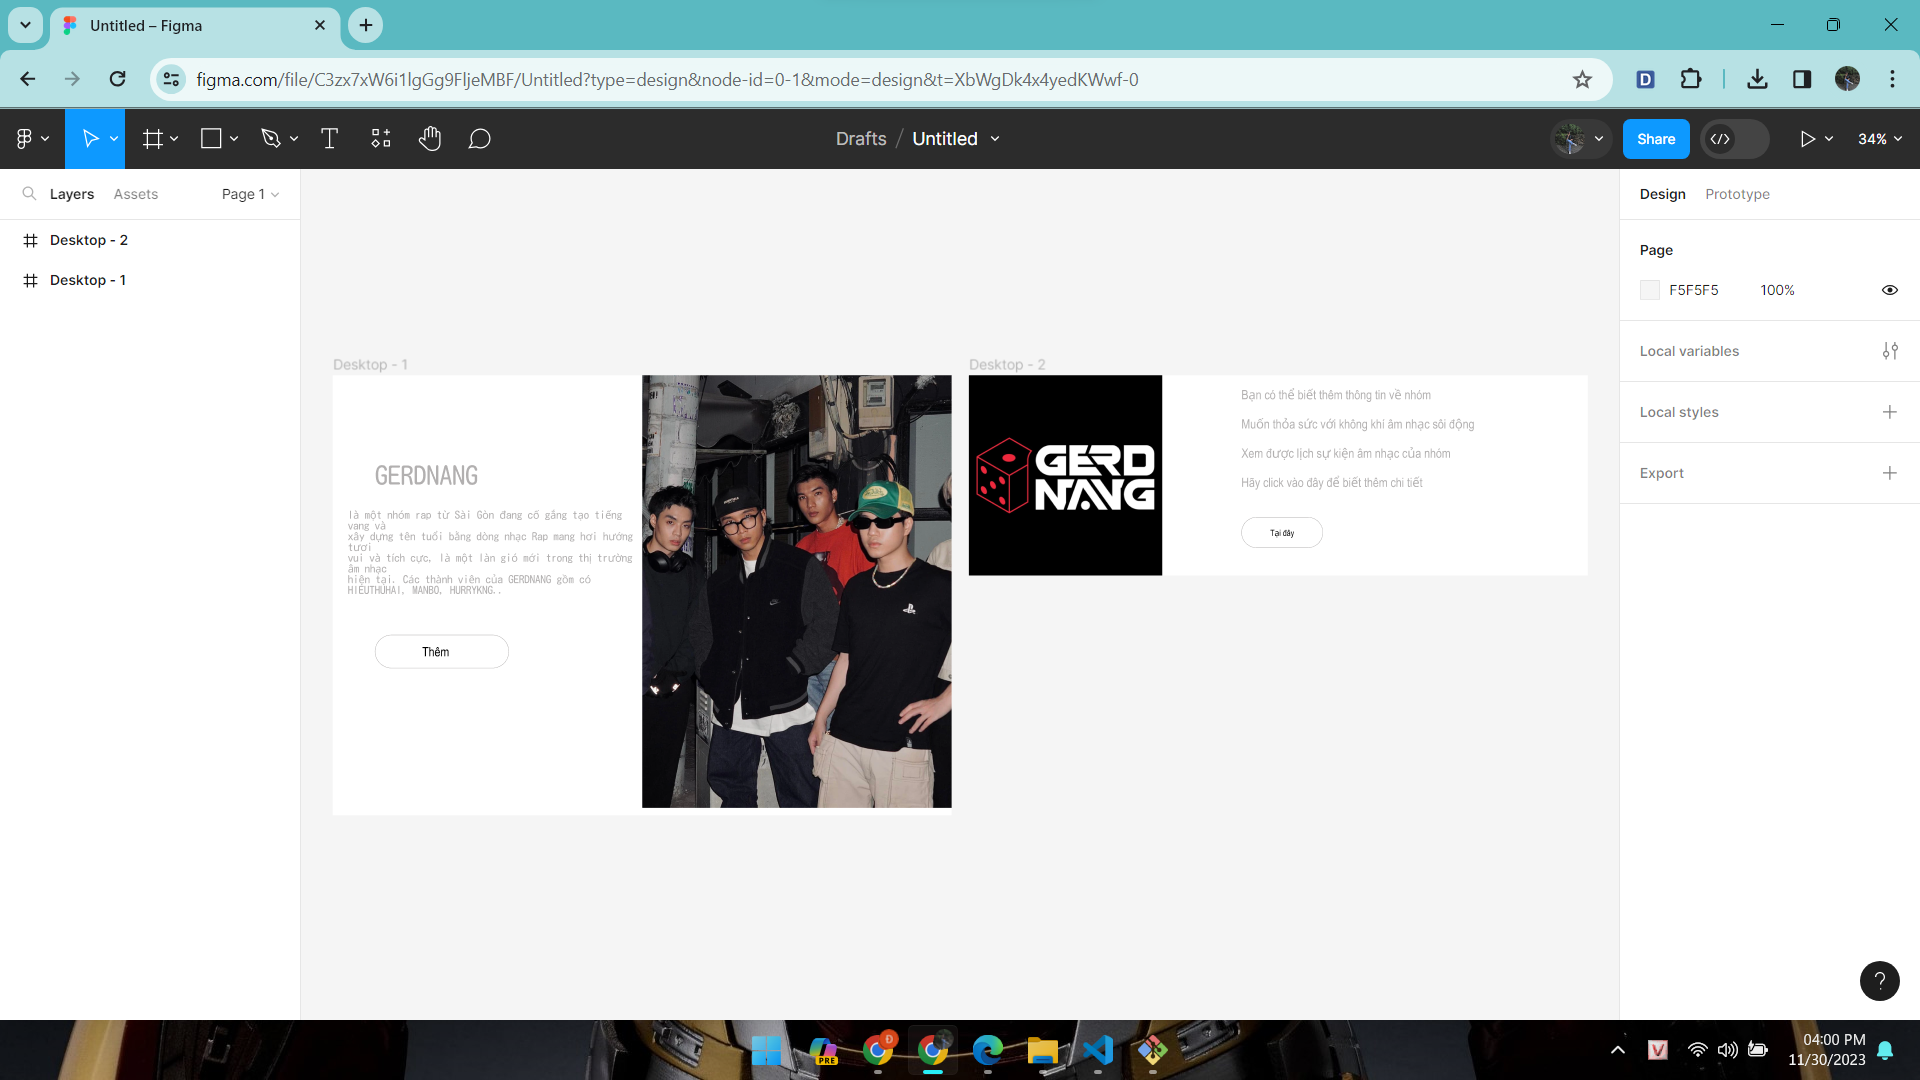 Untitled – Figma
figma.com/file/C3zx7xW6i1lgGg9FljeMBF/Untitled?type=design&node-id=0-1&mode=design&t=XbWgDk4x4yedKWwf-0
Drafts / Untitled
Share
34%
Layers
Assets
Page 1
Desktop - 2
Desktop - 1
Desktop - 1
GERDNANG
là một nhóm rap từ Sài Gòn đang cố gắng tạo tiếng
vang và
xây dựng tên tuổi bằng dòng nhạc Rap mang hơi hướng
tươi
vui và tích cực, là một làn gió mới trong thị trường
âm nhạc
hiện tại. Các thành viên của GERDNANG gồm có
HIEUTHUHAI, MANBO, HURRYKNG..
Thêm
Desktop - 2
GERD
NANG
Bạn có thể biết thêm thông tin về nhóm
Muốn thỏa sức với không khí âm nhạc sôi động
Xem được lịch sự kiện âm nhạc của nhóm
Hãy click vào đây để biết thêm chi tiết
Tại đây
Design
Prototype
Page
F5F5F5
100%
Local variables
Local styles
Export
?
PRE
04:00 PM
11/30/2023